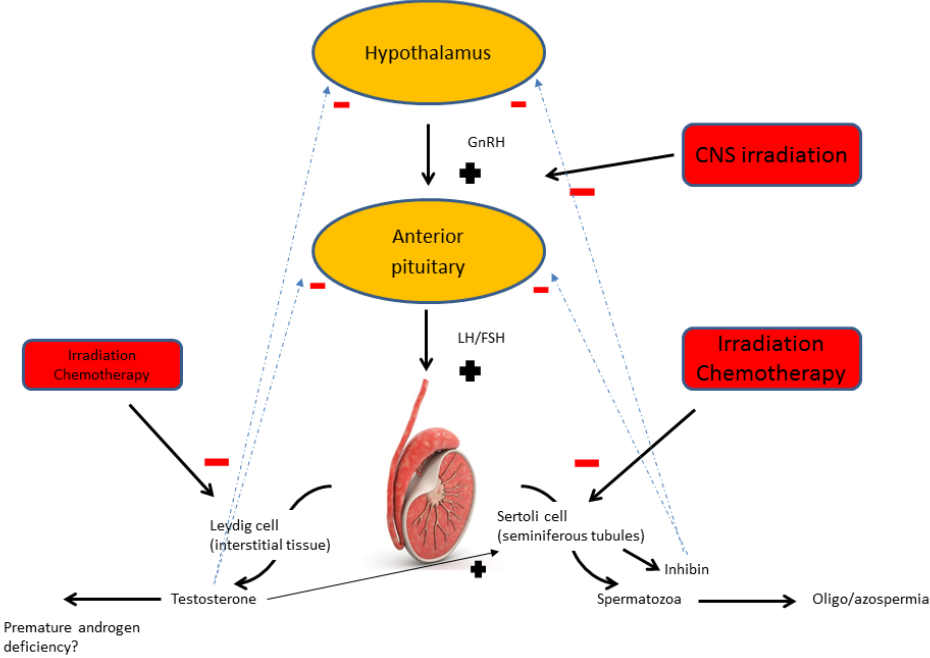 Hypothalamus
GnRH
CNS irradiation
Anterior
pituitary
LH/FSH
Irradiation
Chemotherapy
Irradiation
Chemotherapy
Leydig cell
(interstitial tissue)
Sertoli cell
(seminiferous tubules)
Inhibin
Testosterone
Spermatozoa
Oligo/azospermia
Premature androgen
deficiency?